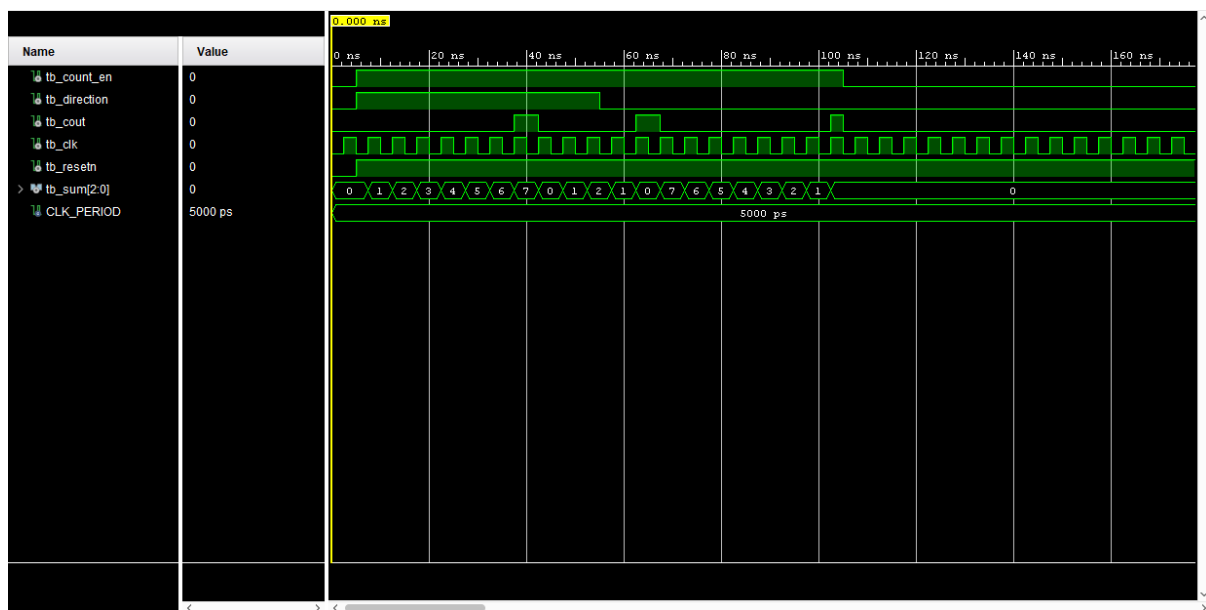 0.000 ns
Name Value
0 ns 20 ns 40 ns 60 ns 80 ns 100 ns 120 ns 140 ns 160 ns
tb_count_en 0
tb_direction 0
tb_cout 0
tb_clk 0
tb_resetn 0
tb_sum[2:0] 0 0 1 2 3 4 5 6 7 0 1 2 1 0 7 6 5 4 3 2 1 0
CLK_PERIOD 5000 ps 5000 ps